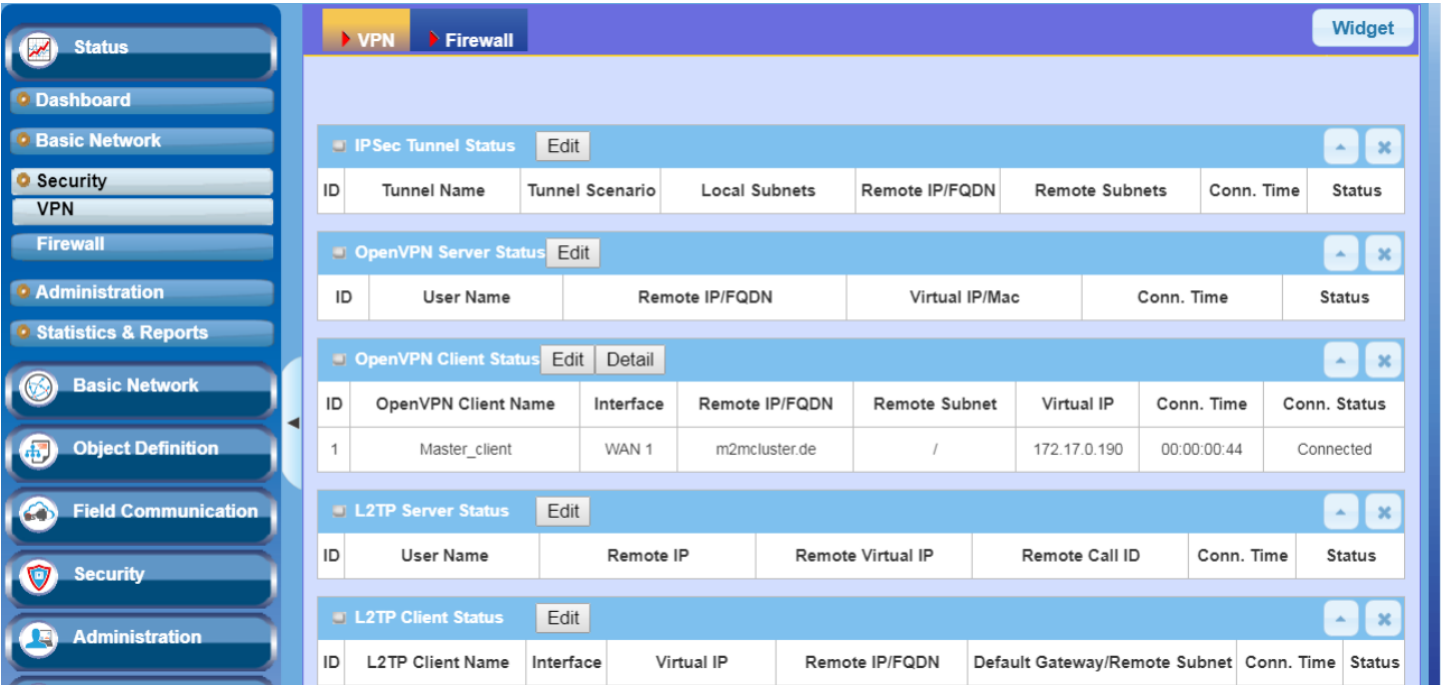 Status
Dashboard
Basic Network
Security
VPN
Firewall
Administration
Statistics & Reports
Basic Network
Object Definition
Field Communication
Security
Administration
VPN Firewall Widget
IPSec Tunnel Status Edit
ID Tunnel Name Tunnel Scenario Local Subnets Remote IP/FQDN Remote Subnets Conn. Time Status
OpenVPN Server Status Edit
ID User Name Remote IP/FQDN Virtual IP/Mac Conn. Time Status
OpenVPN Client Status Edit Detail
ID OpenVPN Client Name Interface Remote IP/FQDN Remote Subnet Virtual IP Conn. Time Conn. Status
1 Master_client WAN 1 m2mcluster.de / 172.17.0.190 00:00:00:44 Connected
L2TP Server Status Edit
ID User Name Remote IP Remote Virtual IP Remote Call ID Conn. Time Status
L2TP Client Status Edit
ID L2TP Client Name Interface Virtual IP Remote IP/FQDN Default Gateway/Remote Subnet Conn. Time Status